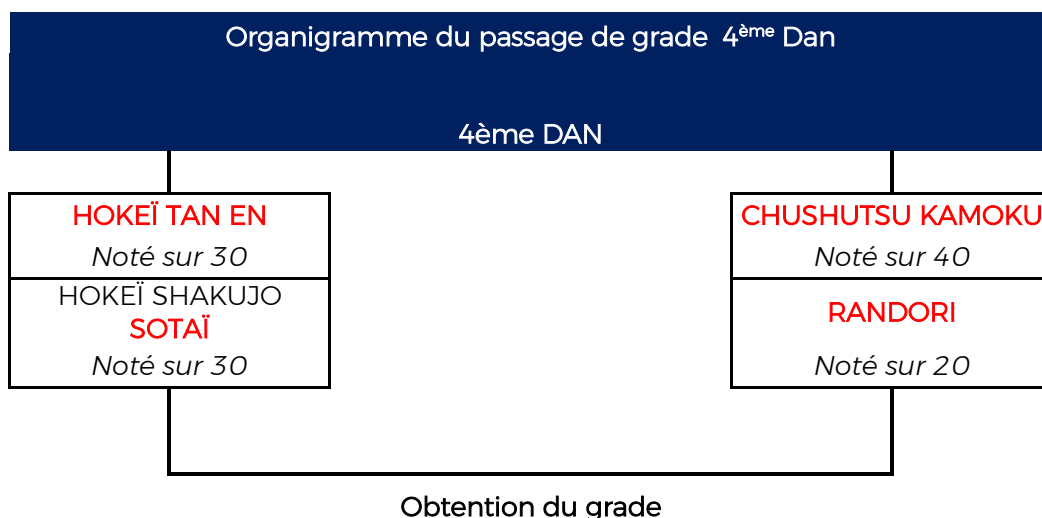 Organigramme du passage de grade 4ème Dan
4ème DAN
HOKEÏ TAN EN
Noté sur 30
HOKEÏ SHAKUJO
SOTAÏ
Noté sur 30
CHUSHUTSU KAMOKU
Noté sur 40
RANDORI
Noté sur 20
Obtention du grade